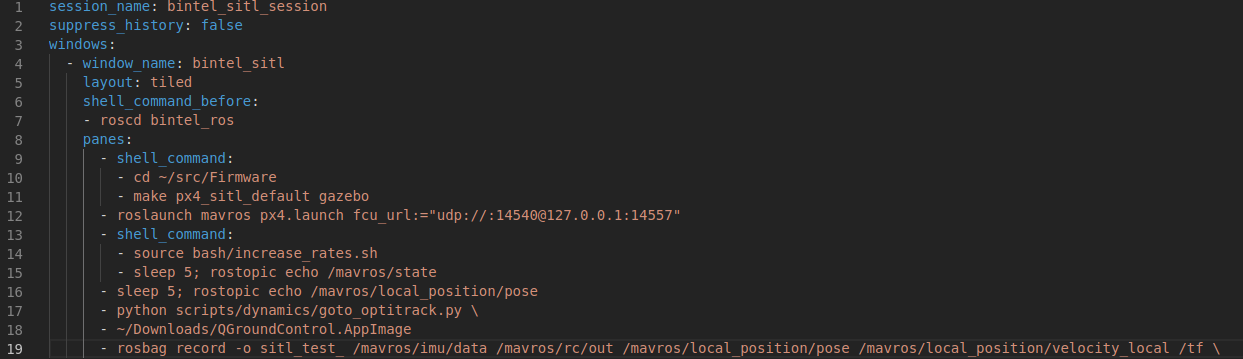 1 session_name: bintel_sitl_session
2 suppress_history: false
3 windows:
4 - window_name: bintel_sitl
5 layout: tiled
6 shell_command_before:
7 - roscd bintel_ros
8 panes:
9 - shell_command:
10 - cd ~/src/Firmware
11 - make px4_sitl_default gazebo
12 - roslaunch mavros px4.launch fcu_url:="udp://:14540@127.0.0.1:14557"
13 - shell_command:
14 - source bash/increase_rates.sh
15 - sleep 5; rostopic echo /mavros/state
16 - sleep 5; rostopic echo /mavros/local_position/pose
17 - python scripts/dynamics/goto_optitrack.py \
18 - ~/Downloads/QGroundControl.AppImage
19 - rosbag record -o sitl_test_ /mavros/imu/data /mavros/rc/out /mavros/local_position/pose /mavros/local_position/velocity_local /tf \